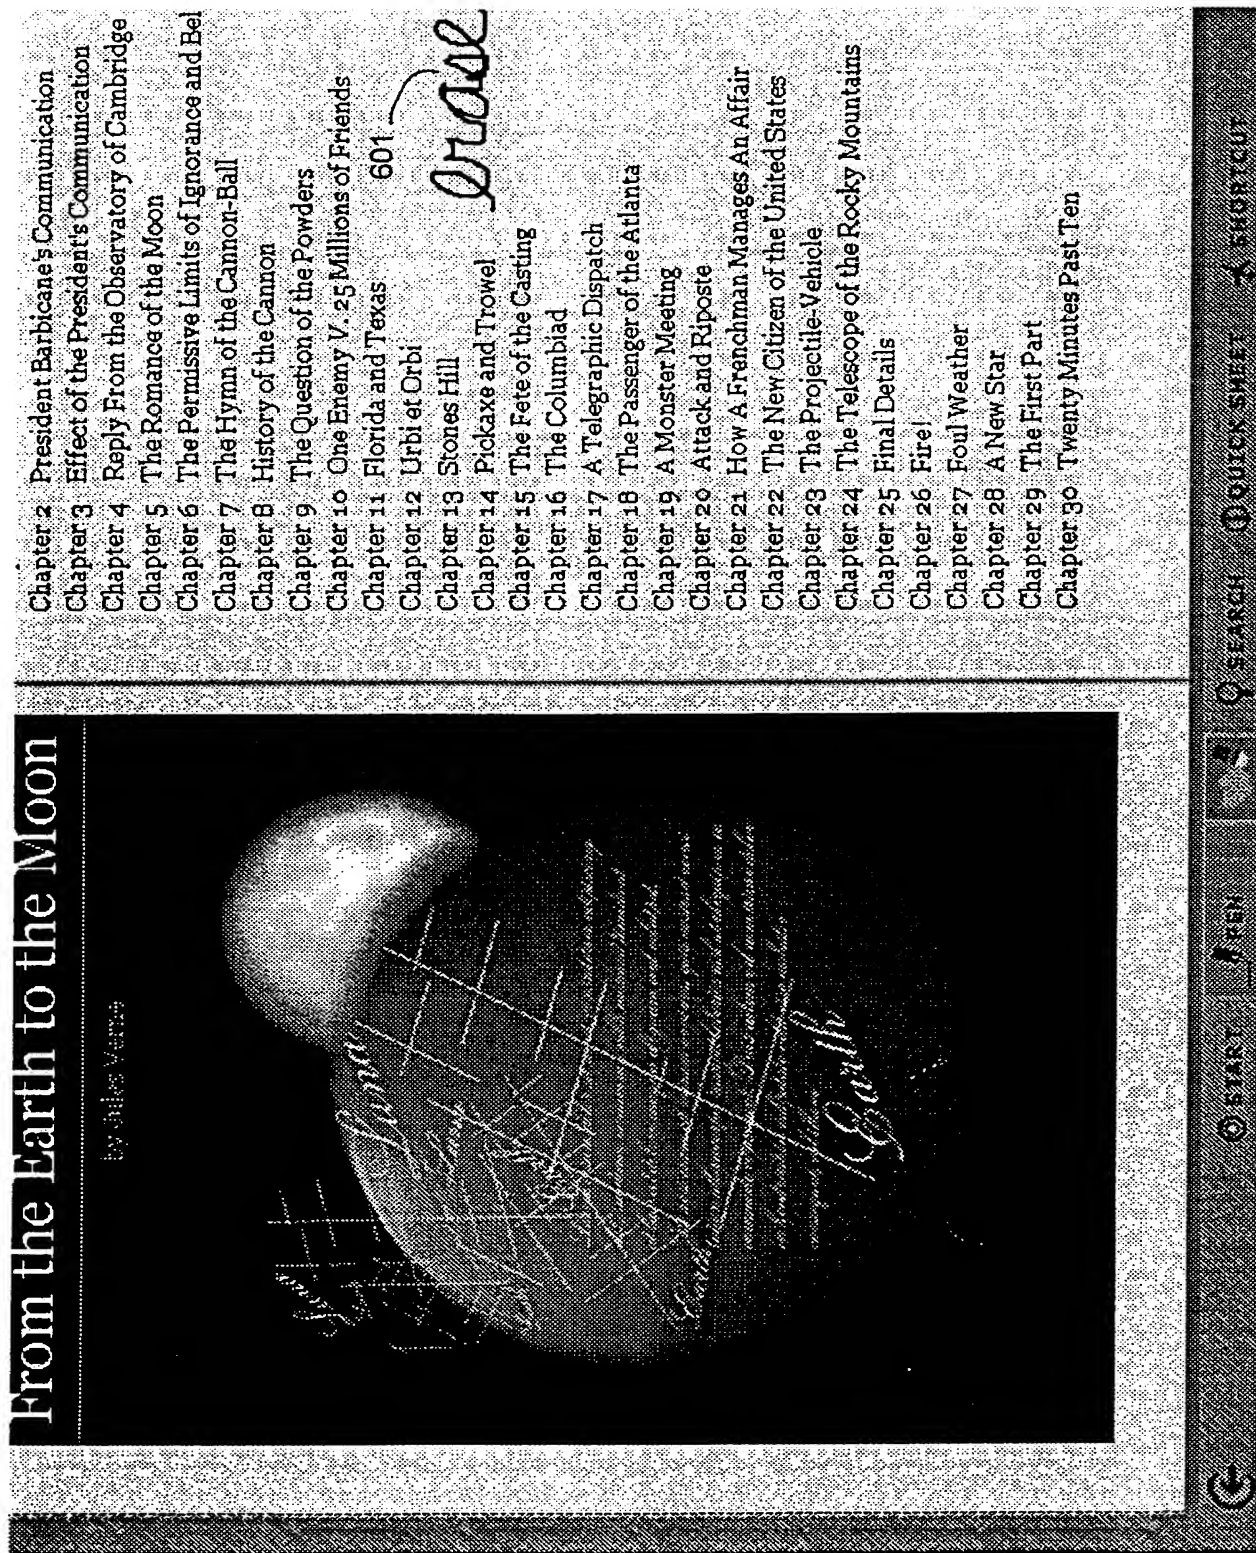 From the Earth to the Moon
by Jules Verne
Earth
Chapter 2 President Barbicane's Communication
Chapter 3 Effect of the President's Communication
Chapter 4 Reply From the Observatory of Cambridge
Chapter 5 The Romance of the Moon
Chapter 6 The Permissive Limits of Ignorance and Bel
Chapter 7 The Hymn of the Cannon-Ball
Chapter 8 History of the Cannon
Chapter 9 The Question of the Powders
Chapter 10 One Enemy V. 25 Millions of Friends
Chapter 11 Florida and Texas
Chapter 12 Urbi et Orbi
Chapter 13 Stones Hill
Chapter 14 Pickaxe and Trowel
Chapter 15 The Fete of the Casting
Chapter 16 The Columbiad
Chapter 17 A Telegraphic Dispatch
Chapter 18 The Passenger of the Atlanta
Chapter 19 A Monster Meeting
Chapter 20 Attack and Riposte
Chapter 21 How A Frenchman Manages An Affair
Chapter 22 The New Citizen of the United States
Chapter 23 The Projectile-Vehicle
Chapter 24 The Telescope of the Rocky Mountains
Chapter 25 Final Details
Chapter 26 Fire!
Chapter 27 Foul Weather
Chapter 28 A New Star
Chapter 29 The First Part
Chapter 30 Twenty Minutes Past Ten
601
erase
START PEN SEARCH QUICK SHEET SHORTCUT